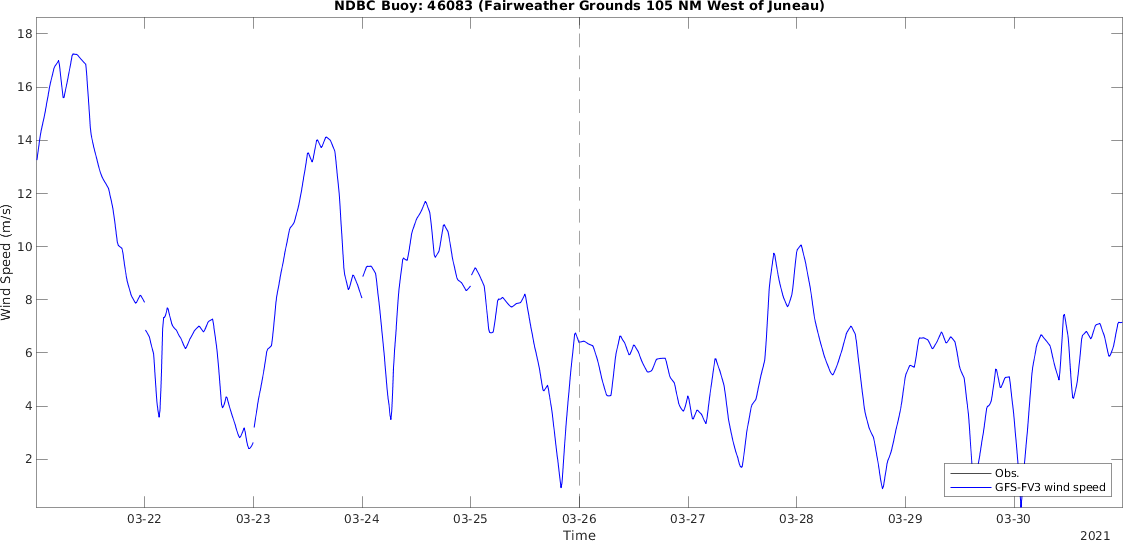 NDBC Buoy: 46083 (Fairweather Grounds 105 NM West of Juneau)
18
16
14
12
10
8
6
4
2
Wind Speed (m/s)
Obs.
GFS-FV3 wind speed
03-22 03-23 03-24 03-25 03-26 03-27 03-28 03-29 03-30
Time
2021